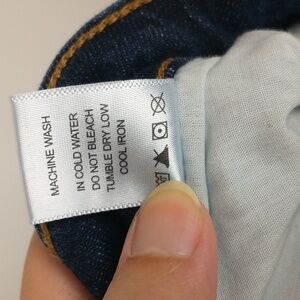 MACHINE WASH
IN COLD WATER
DO NOT BLEACH
TUMBLE DRY LOW
COOL IRON